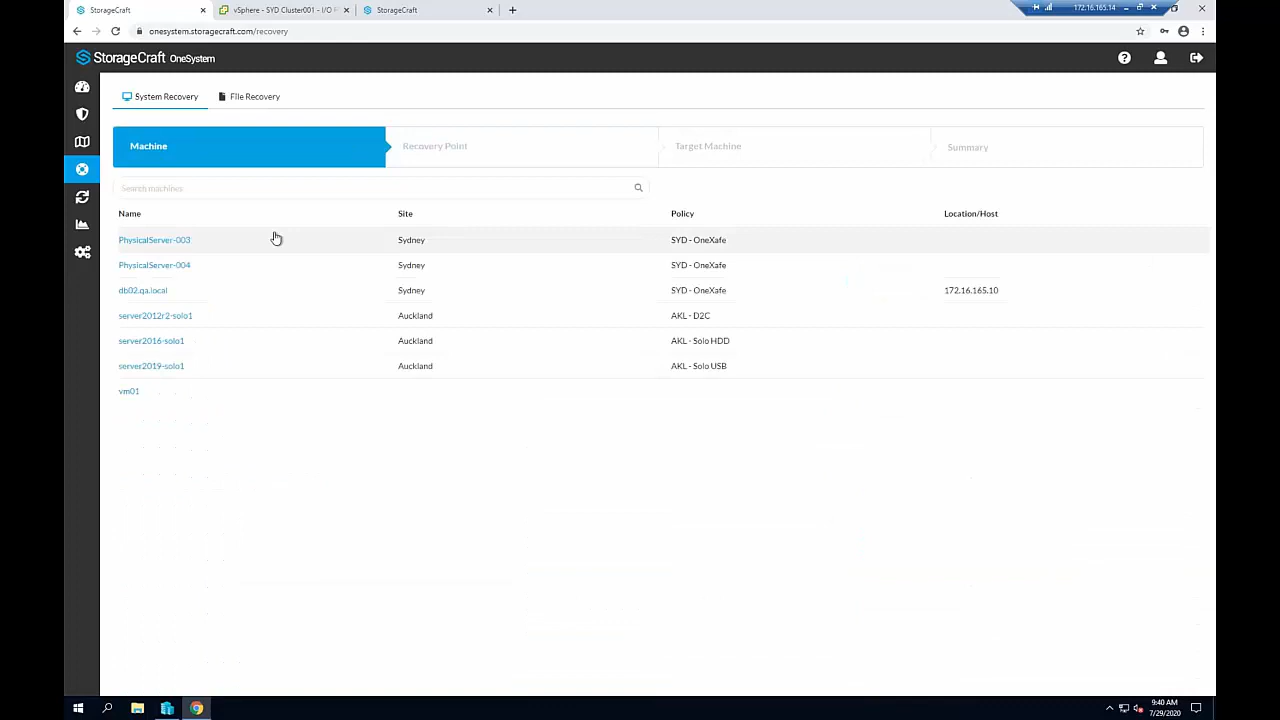 StorageCraft
vSphere - SYD Cluster001 - I/O
StorageCraft
172.16.165.14
onesystem.storagecraft.com/recovery
StorageCraft OneSystem
System Recovery
File Recovery
Machine
Recovery Point
Target Machine
Summary
Search machines
Name Site Policy Location/Host
PhysicalServer-003 Sydney SYD - OneXafe
PhysicalServer-004 Sydney SYD - OneXafe
db02.qa.local Sydney SYD - OneXafe 172.16.165.10
server2012r2-solo1 Auckland AKL - D2C
server2016-solo1 Auckland AKL - Solo HDD
server2019-solo1 Auckland AKL - Solo USB
vm01
9:40 AM
7/29/2020